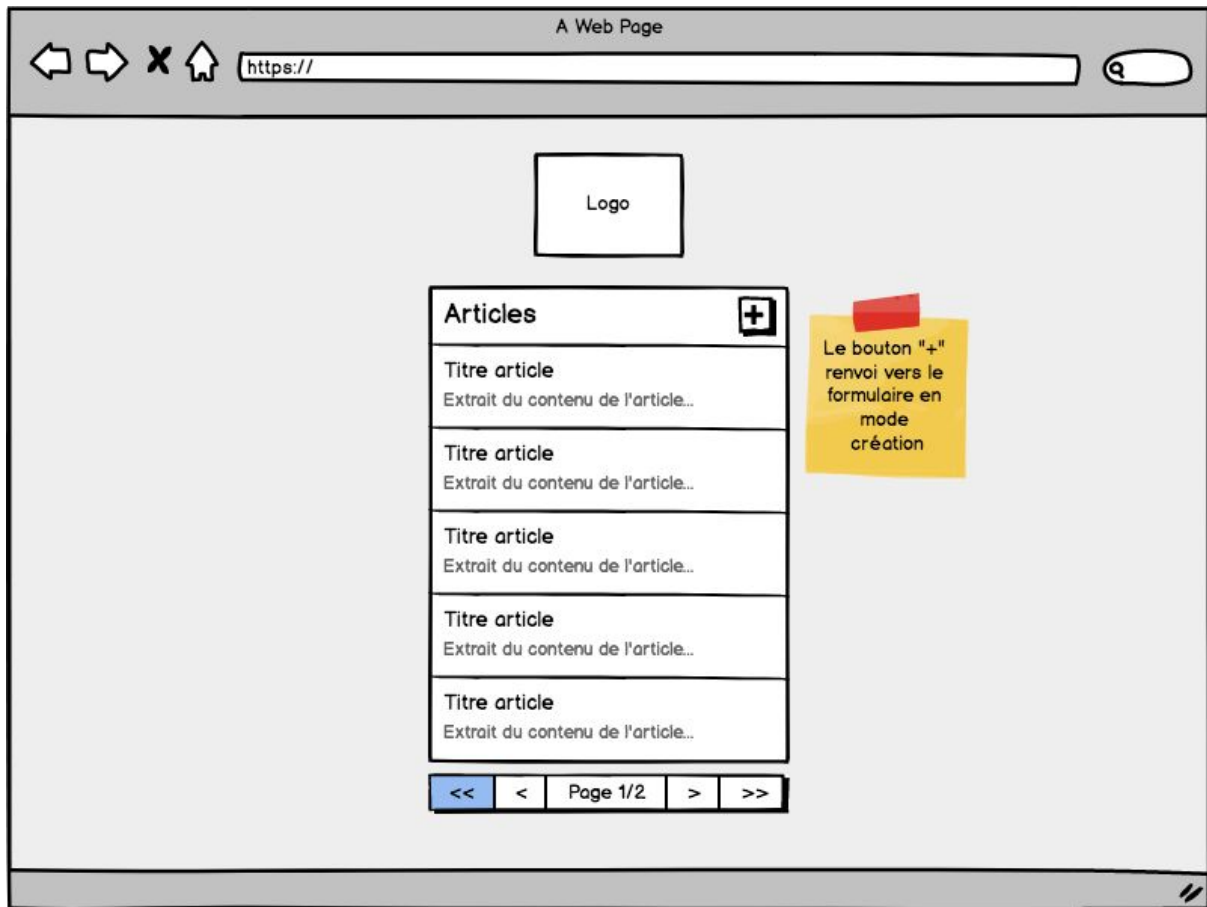 A Web Page
https://
Logo
Articles
+
Titre article
Extrait du contenu de l'article...
Titre article
Extrait du contenu de l'article...
Titre article
Extrait du contenu de l'article...
Titre article
Extrait du contenu de l'article...
Titre article
Extrait du contenu de l'article...
<< < Page 1/2 > >>
Le bouton "+"
renvoi vers le
formulaire en
mode
création